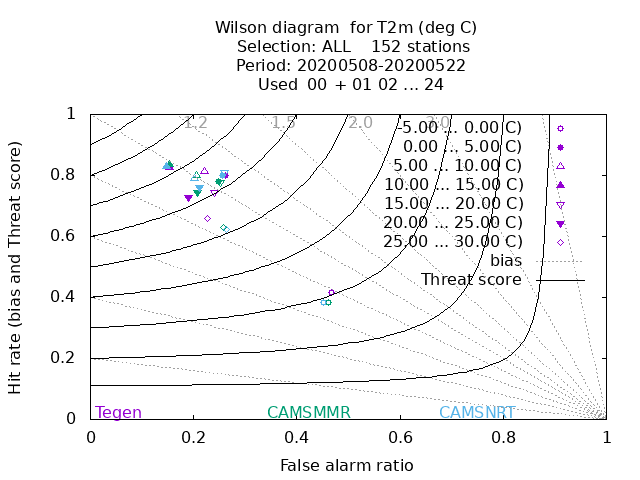 Wilson diagram  for T2m (deg C)
Selection: ALL    152 stations
Period: 20200508-20200522
Used  00 + 01 02 ... 24
Hit rate (bias and Threat score)
1
0.8
0.6
0.4
0.2
0
1.2
1.5
2.0
-5.00 ... 0.00 C)
0.00 ... 5.00 C)
5.00 ... 10.00 C)
10.00 ... 15.00 C)
15.00 ... 20.00 C)
20.00 ... 25.00 C)
25.00 ... 30.00 C)
bias
Threat score
Tegen CAMSMMR CAMSNRT
0 0.2 0.4 0.6 0.8 1
False alarm ratio